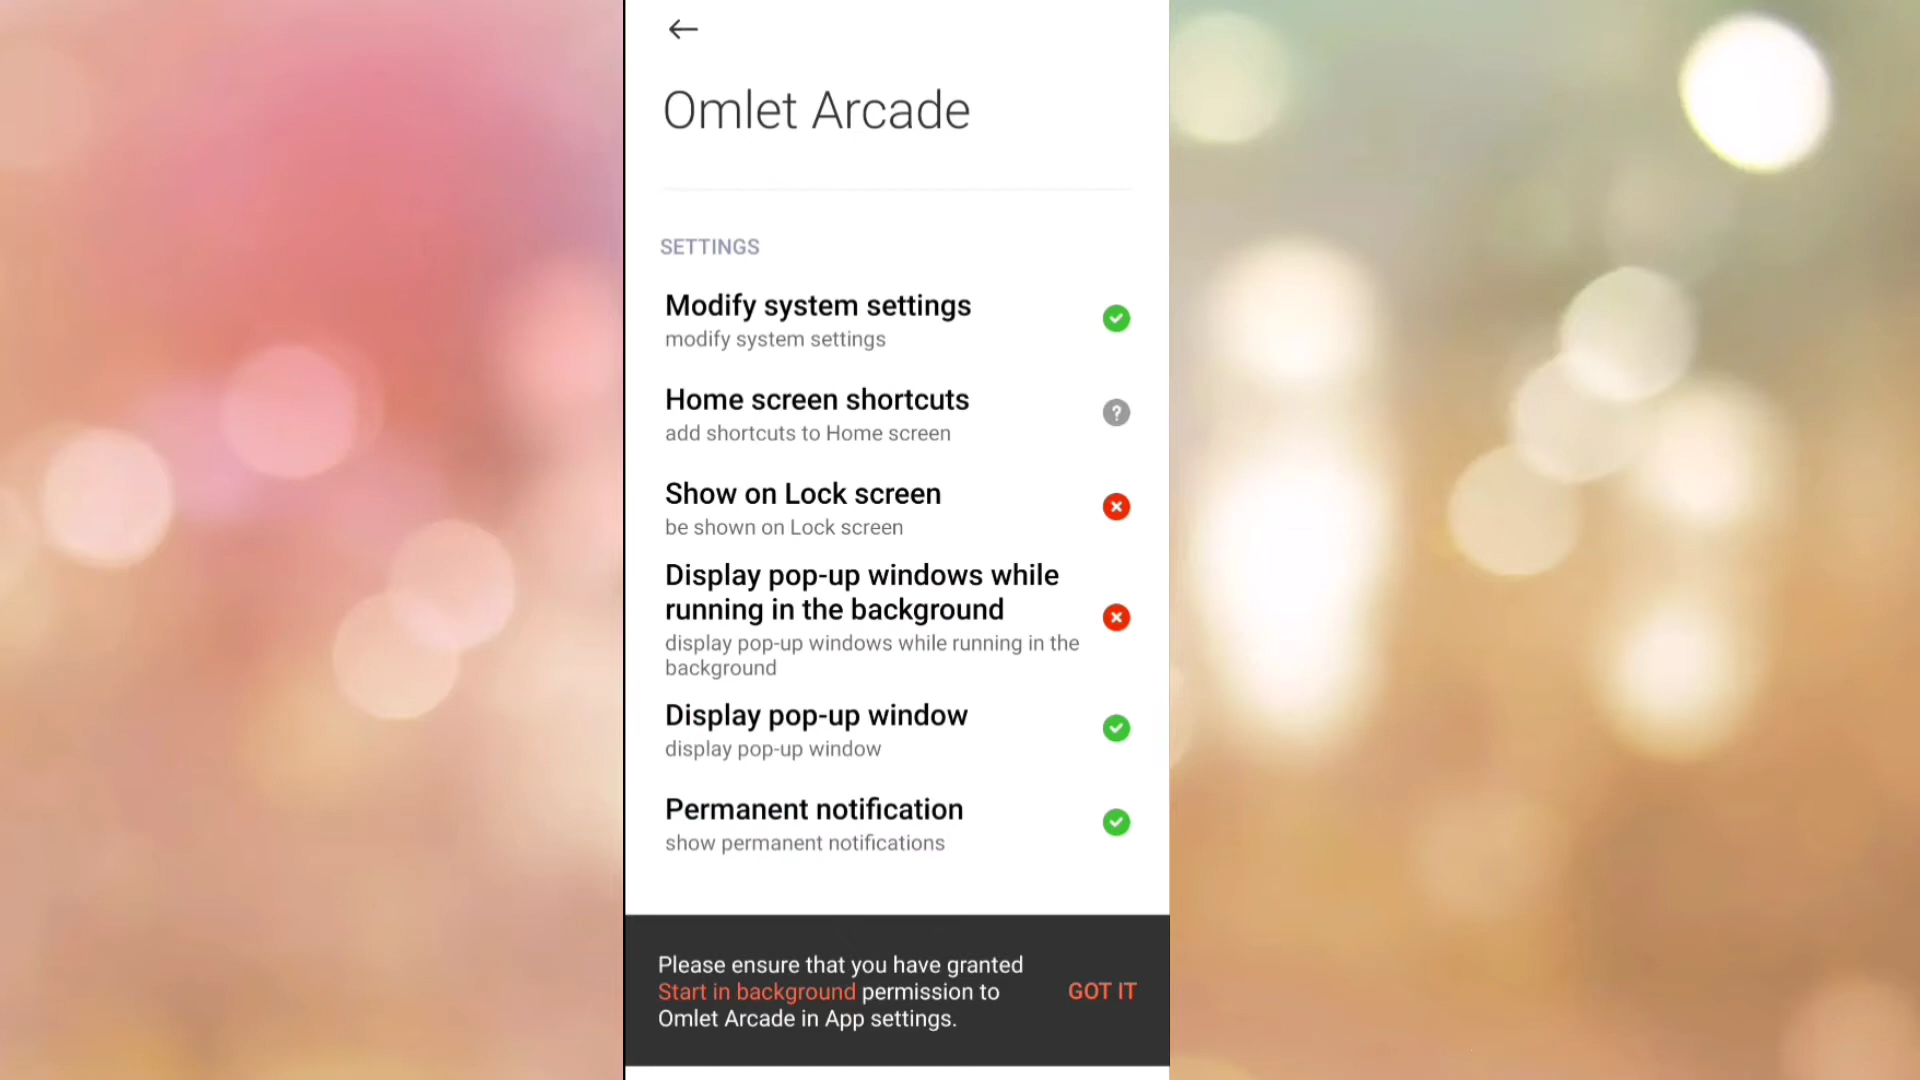 Omlet Arcade
SETTINGS
Modify system settings
modify system settings
Home screen shortcuts
add shortcuts to Home screen
Show on Lock screen
be shown on Lock screen
Display pop-up windows while
running in the background
display pop-up windows while running in the
background
Display pop-up window
display pop-up window
Permanent notification
show permanent notifications
Please ensure that you have granted
Start in background permission to
Omlet Arcade in App settings.
GOT IT